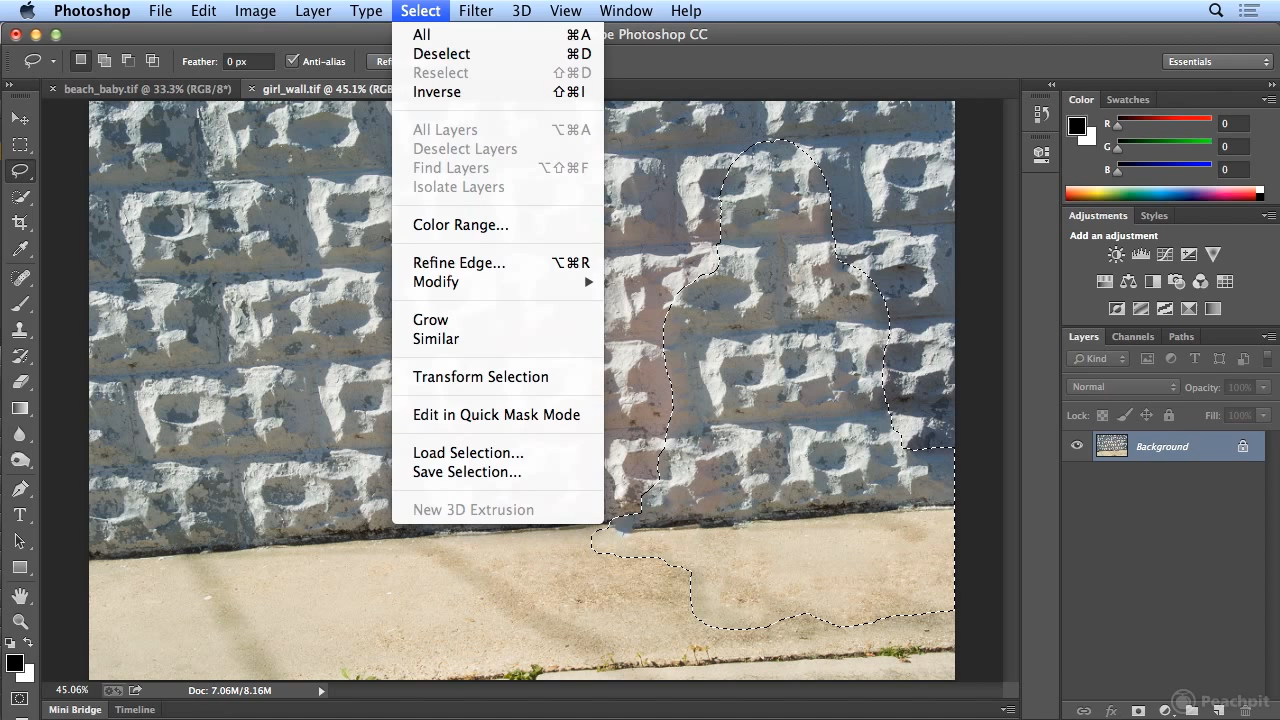 Photoshop File Edit Image Layer Type Select Filter 3D View Window Help
be Photoshop CC
Feather: 0 px Anti-alias Ref Essentials
beach_baby.tif @ 33.3% (RGB/8*) girl_wall.tif @ 45.1% (RGB
All ⌘A
Deselect ⌘D
Reselect ⇧⌘D
Inverse ⇧⌘I
All Layers ⌥⌘A
Deselect Layers
Find Layers ⌥⇧⌘F
Isolate Layers
Color Range...
Refine Edge... ⌥⌘R
Modify
Grow
Similar
Transform Selection
Edit in Quick Mask Mode
Load Selection...
Save Selection...
New 3D Extrusion
Color Swatches
R 0
G 0
B 0
Adjustments Styles
Add an adjustment
Layers Channels Paths
Kind
Normal Opacity: 100%
Lock: Fill: 100%
Background
45.06% Doc: 7.06M/8.16M
Mini Bridge Timeline
fx
Peachpit